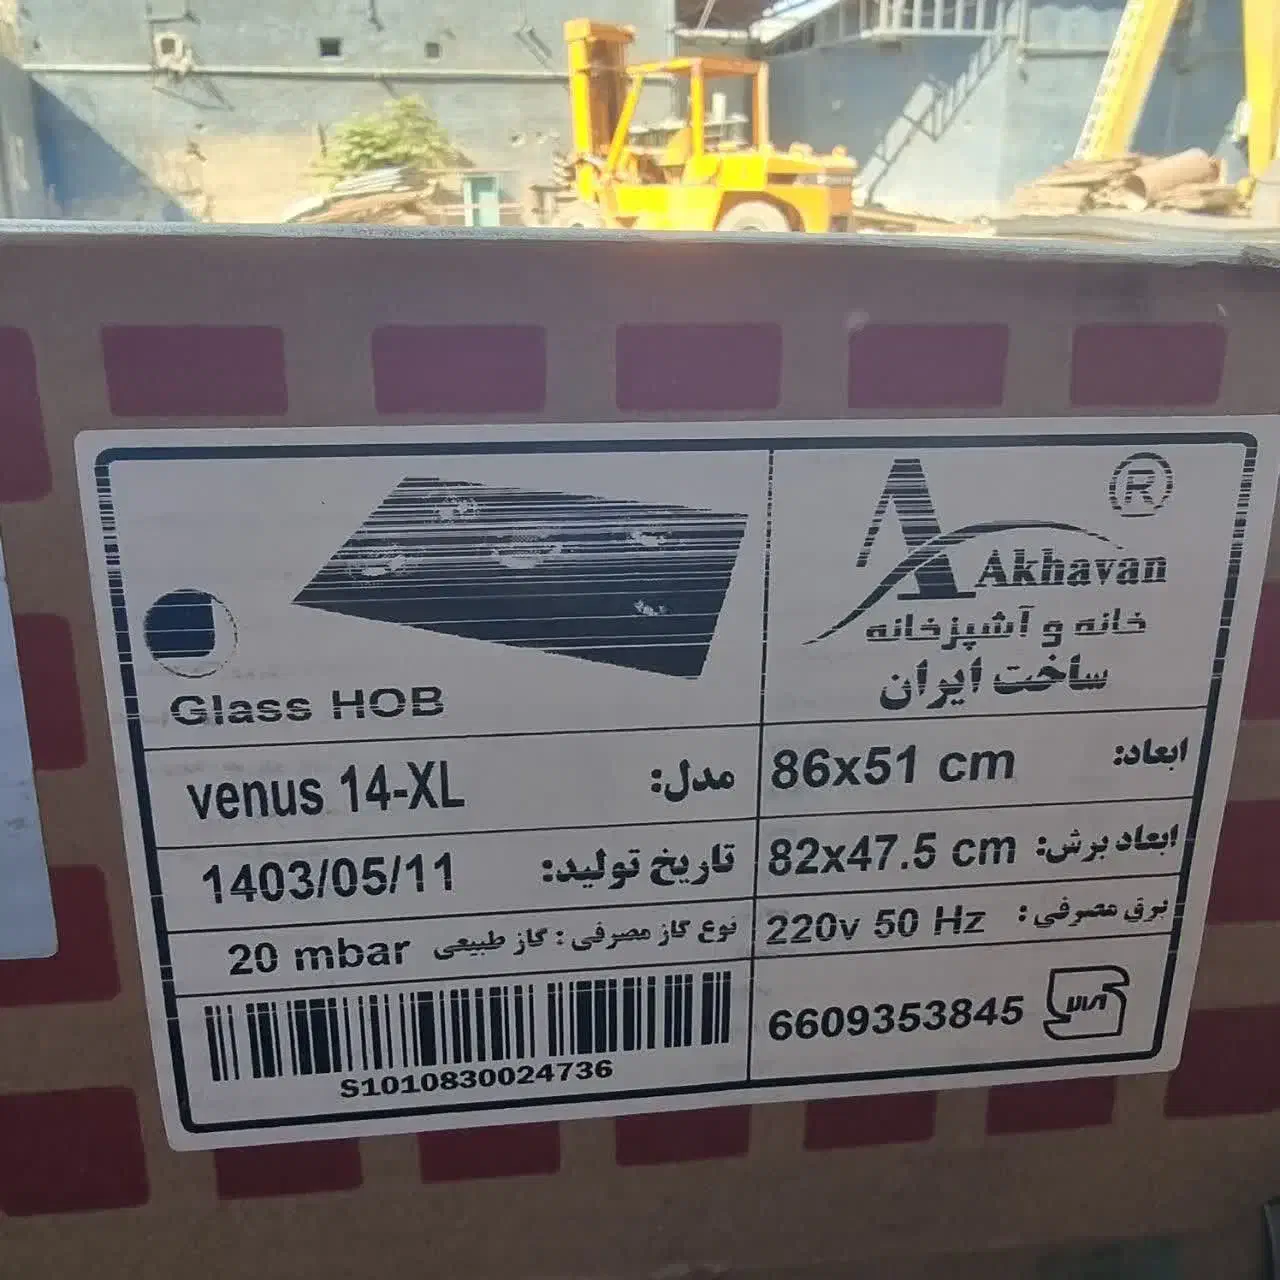 ®
Akhavan
خانه و آشپزخانه
ساخت ایران
Glass HOB
ابعاد: 86x51 cm
مدل: venus 14-XL
ابعاد برش: 82x47.5 cm
تاریخ تولید: 1403/05/11
برق مصرفی: 220v 50 Hz
نوع گاز مصرفی: گاز طبیعی 20 mbar
6609353845
S1010830024736